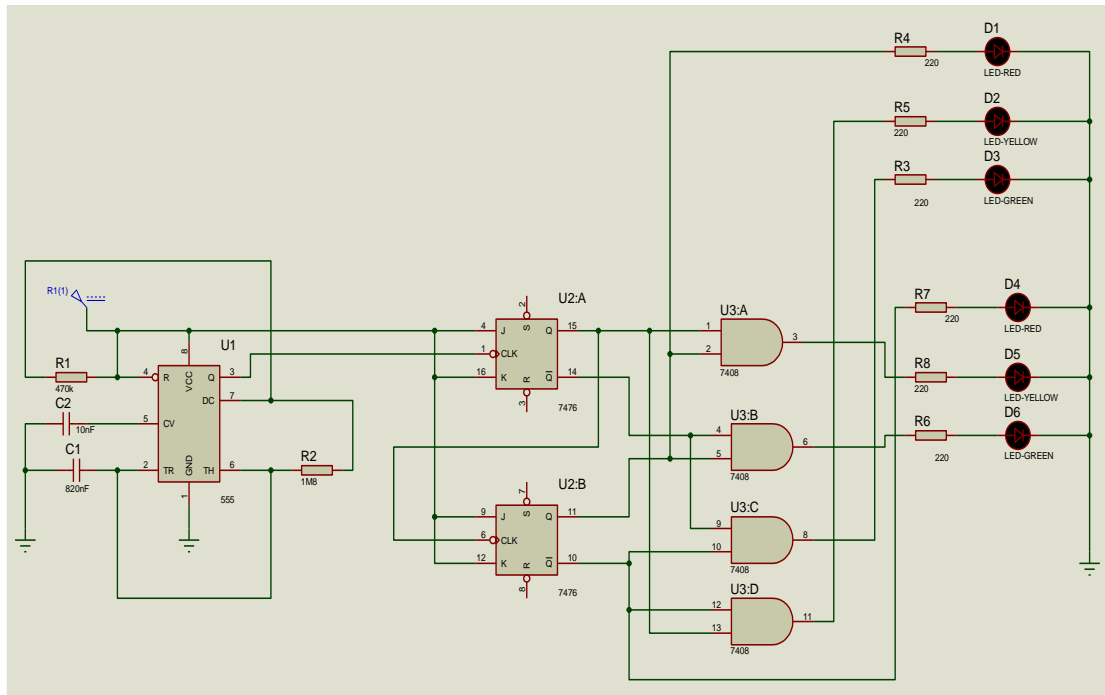 R4
220
D1
LED-RED
R5
220
D2
LED-YELLOW
R3
220
D3
LED-GREEN
R7
220
D4
LED-RED
R8
220
D5
LED-YELLOW
R6
220
D6
LED-GREEN
R1(1)
R1
470k
C2
10nF
C1
820nF
U1
4
R
8
VCC
Q
3
DC
7
5
CV
2
TR
GND
1
TH
6
555
R2
1M8
U2:A
2
4
J
S
Q
15
1
CLK
16
K
R
Q
14
3
7476
U2:B
7
9
J
S
Q
11
6
CLK
12
K
R
Q
10
8
7476
U3:A
1
2
3
7408
U3:B
4
5
6
7408
U3:C
9
10
8
7408
U3:D
12
13
11
7408